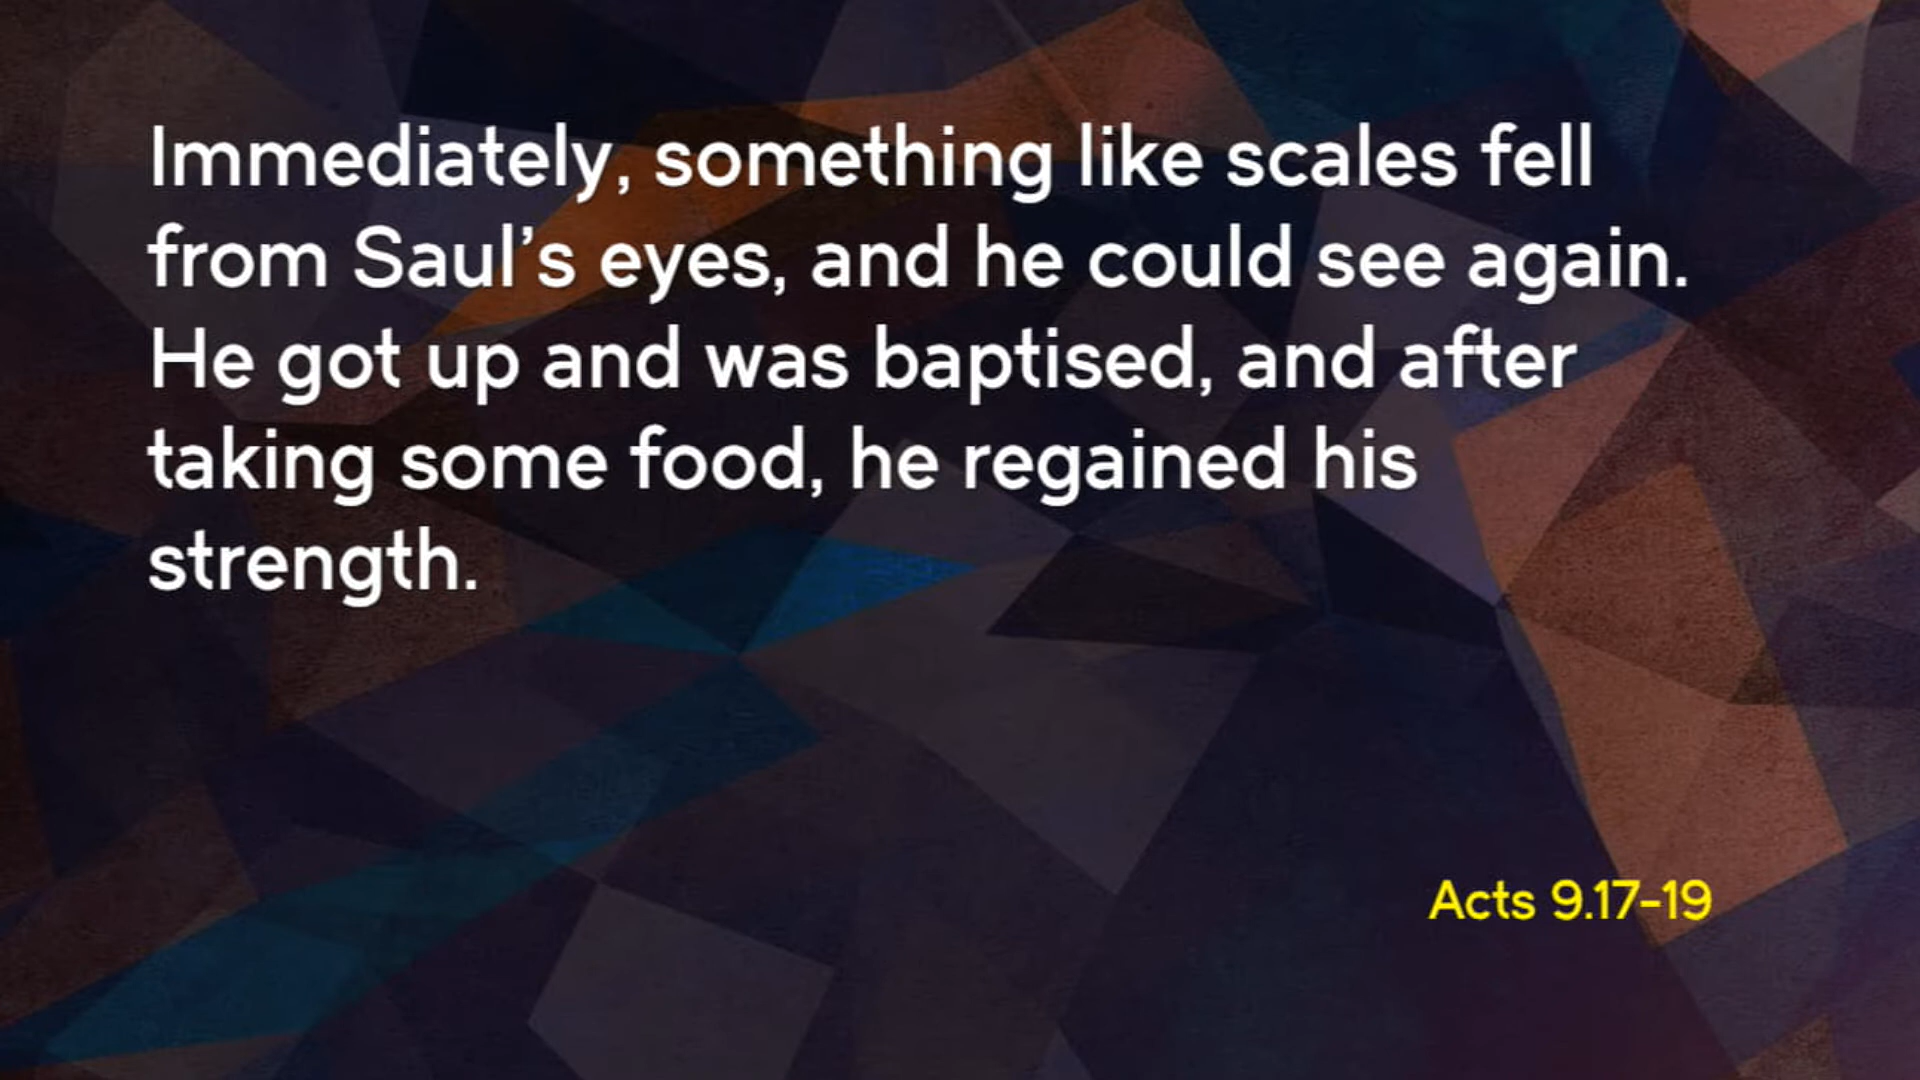 Immediately, something like scales fell
from Saul’s eyes, and he could see again.
He got up and was baptised, and after
taking some food, he regained his
strength.
Acts 9.17-19